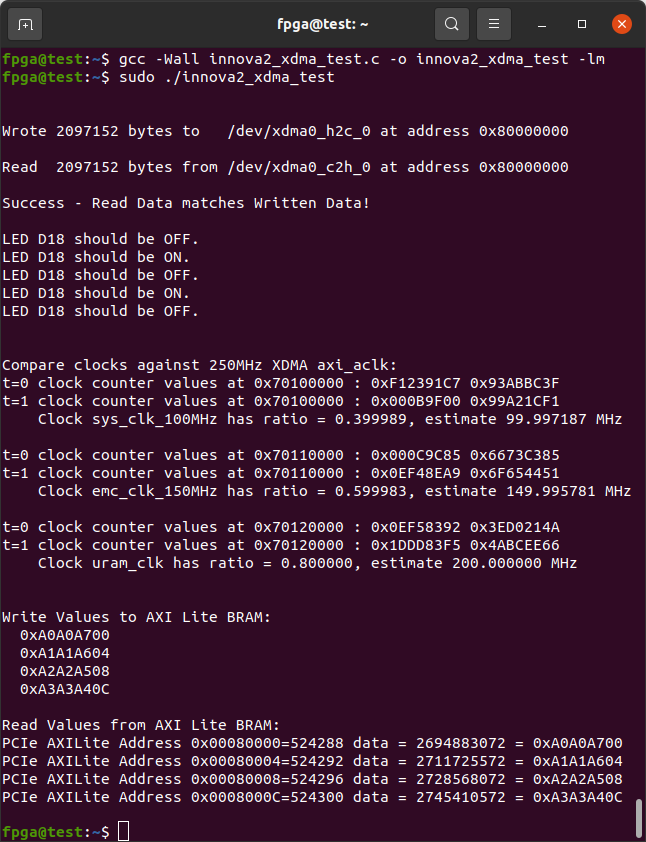 fpga@test: ~
fpga@test:~$ gcc -Wall innova2_xdma_test.c -o innova2_xdma_test -lm
fpga@test:~$ sudo ./innova2_xdma_test
Wrote 2097152 bytes to   /dev/xdma0_h2c_0 at address 0x80000000
Read  2097152 bytes from /dev/xdma0_c2h_0 at address 0x80000000
Success - Read Data matches Written Data!
LED D18 should be OFF.
LED D18 should be ON.
LED D18 should be OFF.
LED D18 should be ON.
LED D18 should be OFF.
Compare clocks against 250MHz XDMA axi_aclk:
t=0 clock counter values at 0x70100000 : 0xF12391C7 0x93ABBC3F
t=1 clock counter values at 0x70100000 : 0x000B9F00 0x99A21CF1
    Clock sys_clk_100MHz has ratio = 0.399989, estimate 99.997187 MHz
t=0 clock counter values at 0x70110000 : 0x000C9C85 0x6673C385
t=1 clock counter values at 0x70110000 : 0x0EF48EA9 0x6F654451
    Clock emc_clk_150MHz has ratio = 0.599983, estimate 149.995781 MHz
t=0 clock counter values at 0x70120000 : 0x0EF58392 0x3ED0214A
t=1 clock counter values at 0x70120000 : 0x1DDD83F5 0x4ABCEE66
    Clock uram_clk has ratio = 0.800000, estimate 200.000000 MHz
Write Values to AXI Lite BRAM:
  0xA0A0A700
  0xA1A1A604
  0xA2A2A508
  0xA3A3A40C
Read Values from AXI Lite BRAM:
PCIe AXILite Address 0x00080000=524288 data = 2694883072 = 0xA0A0A700
PCIe AXILite Address 0x00080004=524292 data = 2711725572 = 0xA1A1A604
PCIe AXILite Address 0x00080008=524296 data = 2728568072 = 0xA2A2A508
PCIe AXILite Address 0x0008000C=524300 data = 2745410572 = 0xA3A3A40C
fpga@test:~$